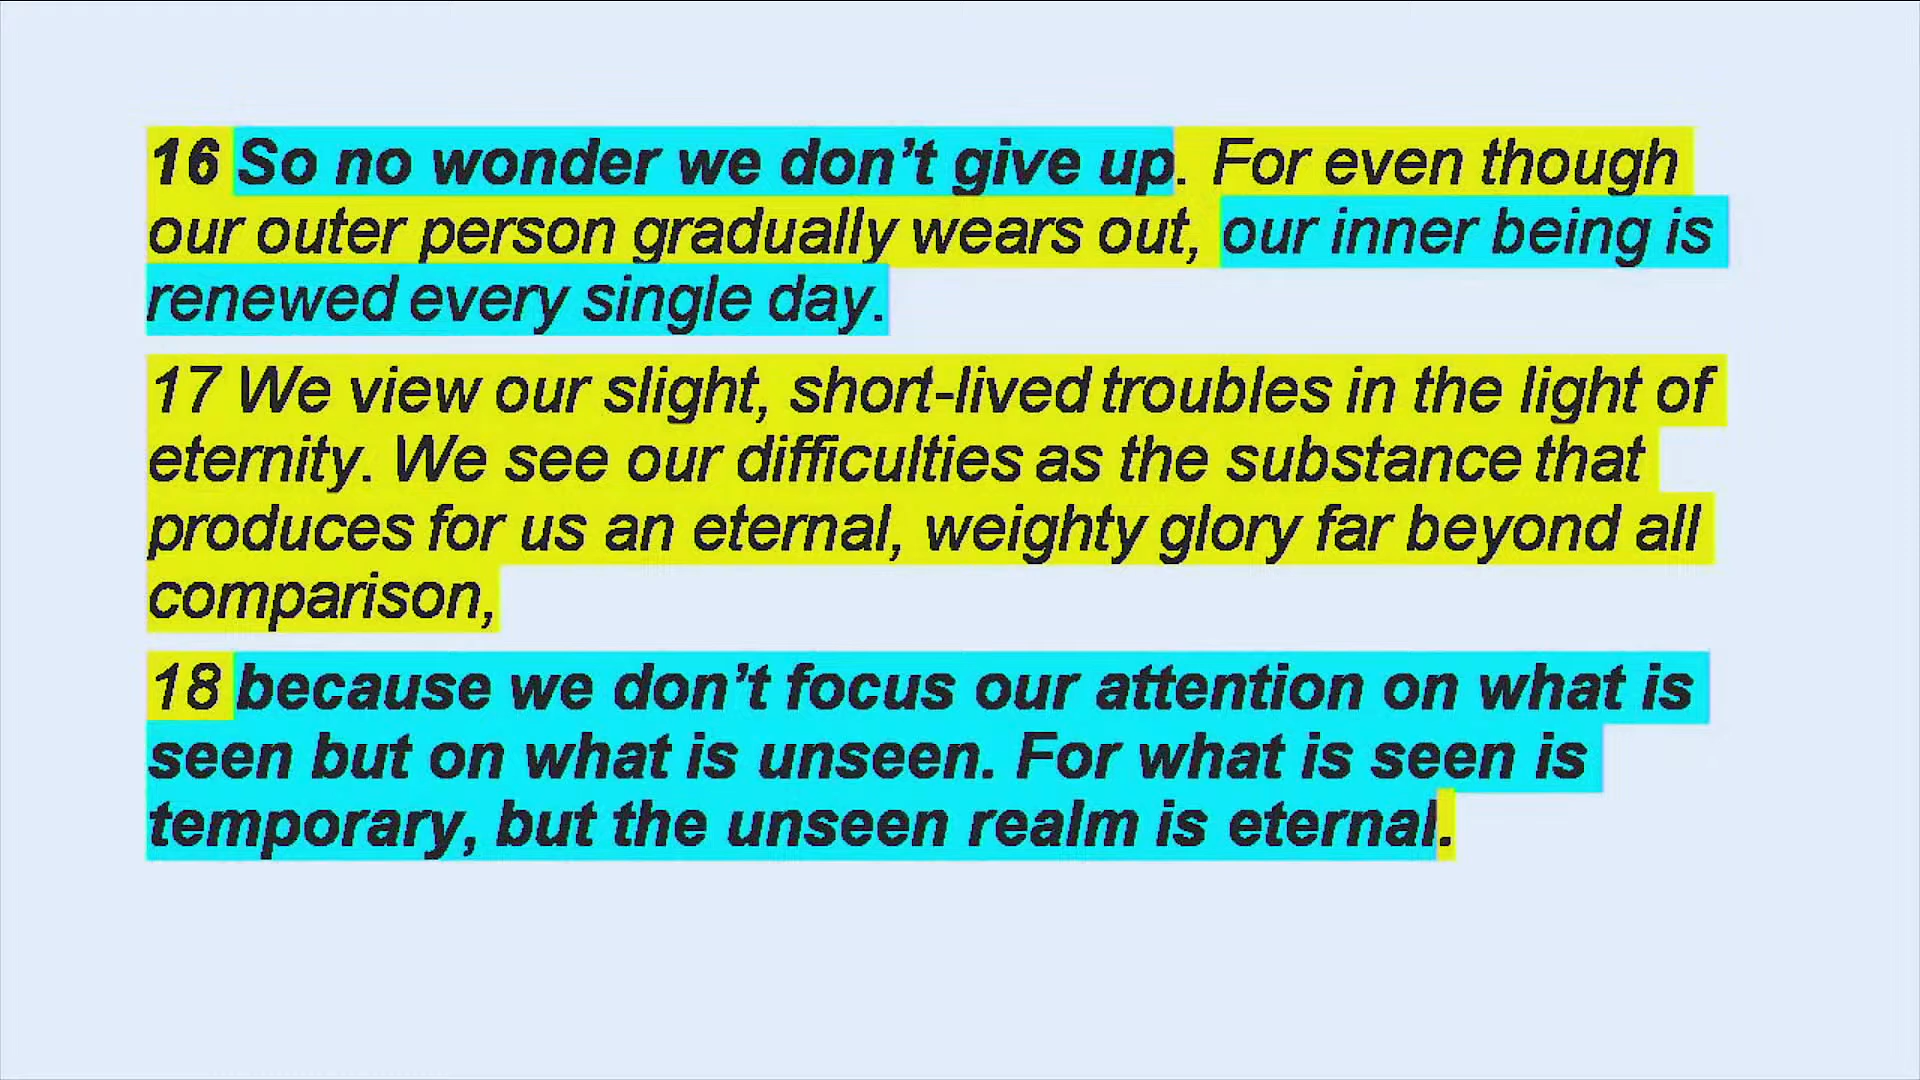 16 So no wonder we don’t give up. For even though
our outer person gradually wears out, our inner being is
renewed every single day.
17 We view our slight, short-lived troubles in the light of
eternity. We see our difficulties as the substance that
produces for us an eternal, weighty glory far beyond all
comparison,
18 because we don’t focus our attention on what is
seen but on what is unseen. For what is seen is
temporary, but the unseen realm is eternal.